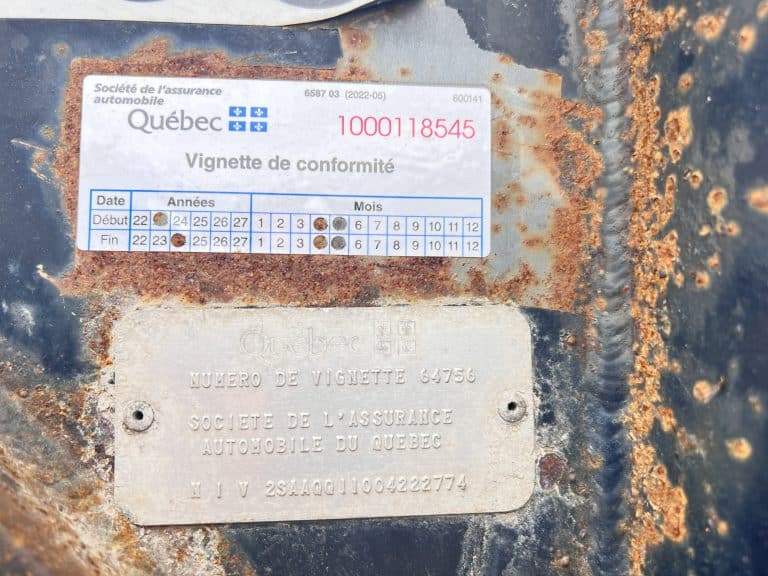 Société de l'assurance
automobile
Québec
6587 03 (2022-05)
600141
1000118545
Vignette de conformité
Date Années Mois
Début 22 24 25 26 27 1 2 3 6 7 8 9 10 11 12
Fin 22 23 25 26 27 1 2 3 6 7 8 9 10 11 12
Québec
NUMERO DE VIGNETTE 64756
SOCIETE DE L'ASSURANCE
AUTOMOBILE DU QUEBEC
N I V 2SAAQQ11004222774